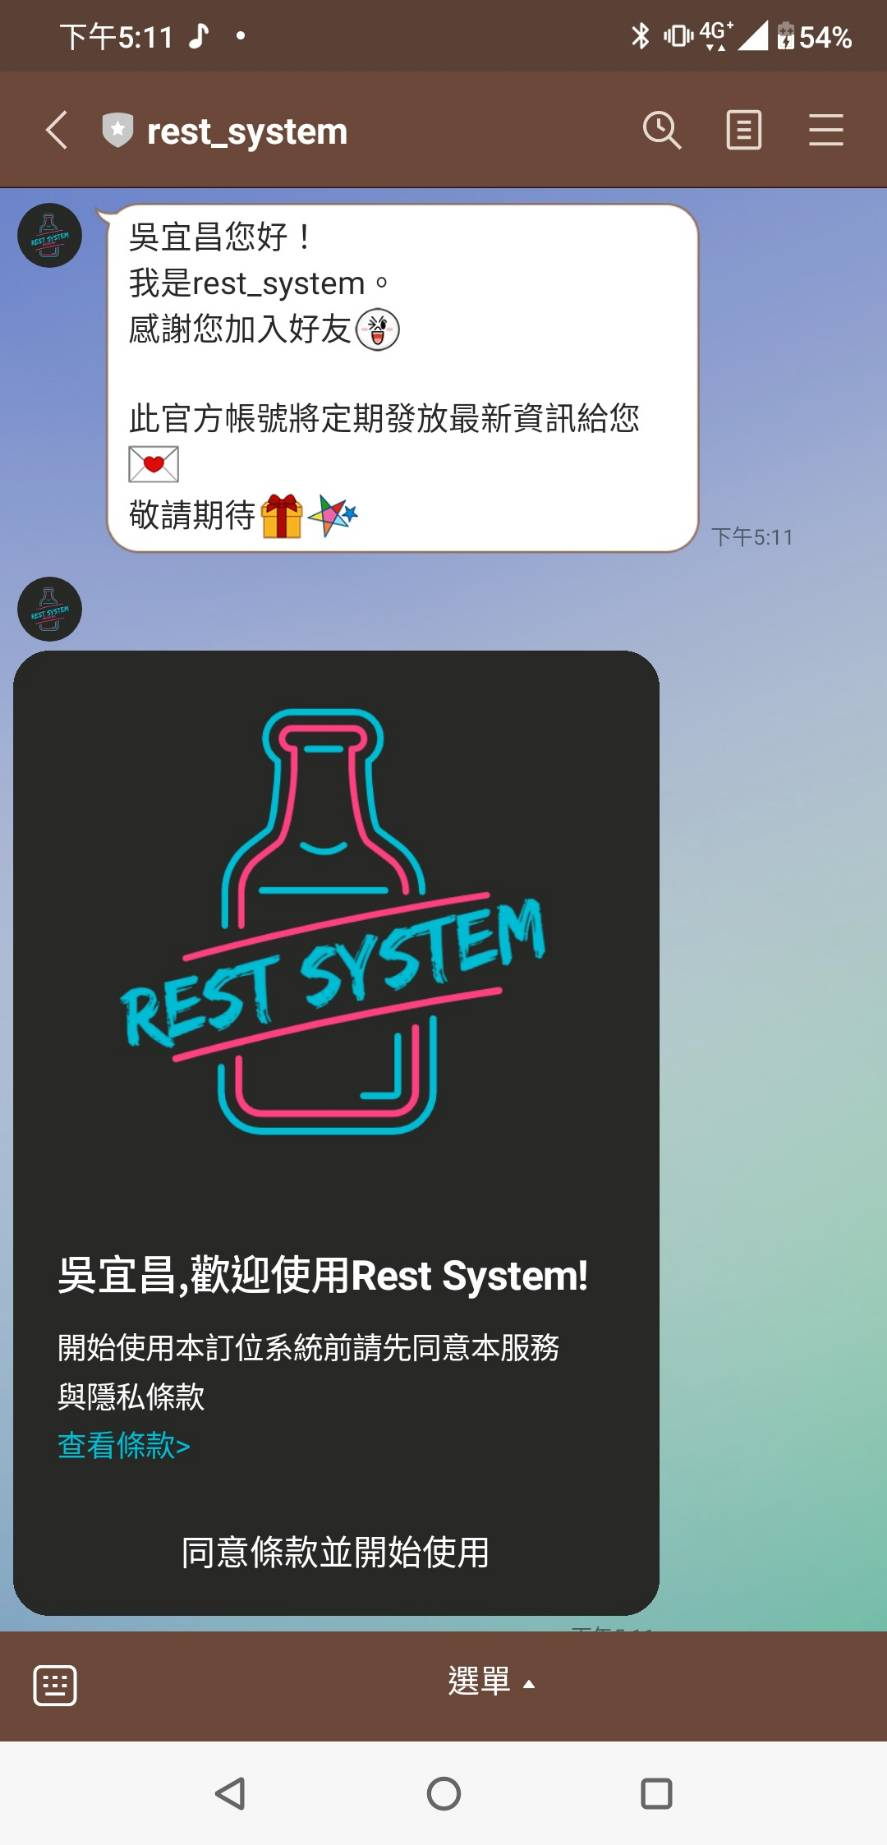 下午5:11
4G+
54%
rest_system
吳宜昌您好！
我是rest_system。
感謝您加入好友
此官方帳號將定期發放最新資訊給您
敬請期待
下午5:11
REST SYSTEM
REST SYSTEM
REST SYSTEM
吳宜昌,歡迎使用Rest System!
開始使用本訂位系統前請先同意本服務
與隱私條款
查看條款>
同意條款並開始使用
選單